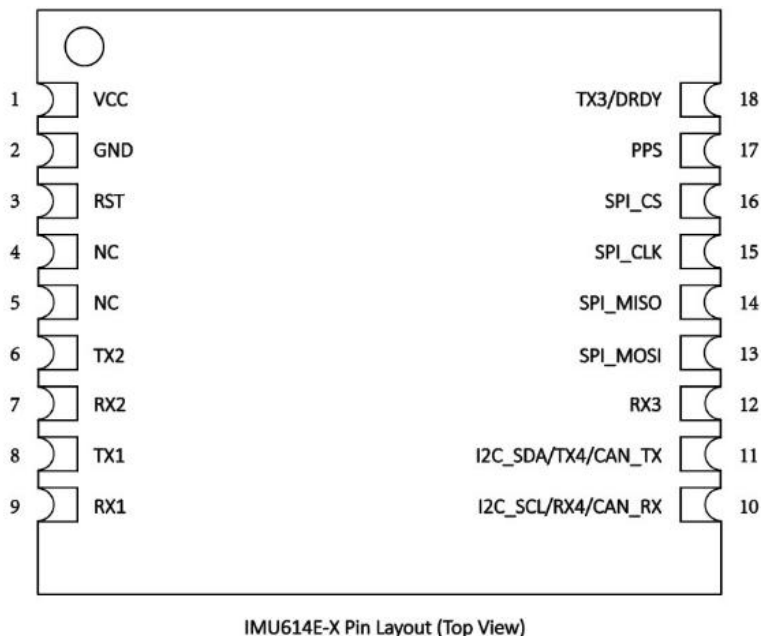 1 VCC TX3/DRDY 18
2 GND PPS 17
3 RST SPI_CS 16
4 NC SPI_CLK 15
5 NC SPI_MISO 14
6 TX2 SPI_MOSI 13
7 RX2 RX3 12
8 TX1 I2C_SDA/TX4/CAN_TX 11
9 RX1 I2C_SCL/RX4/CAN_RX 10
IMU614E-X Pin Layout (Top View)